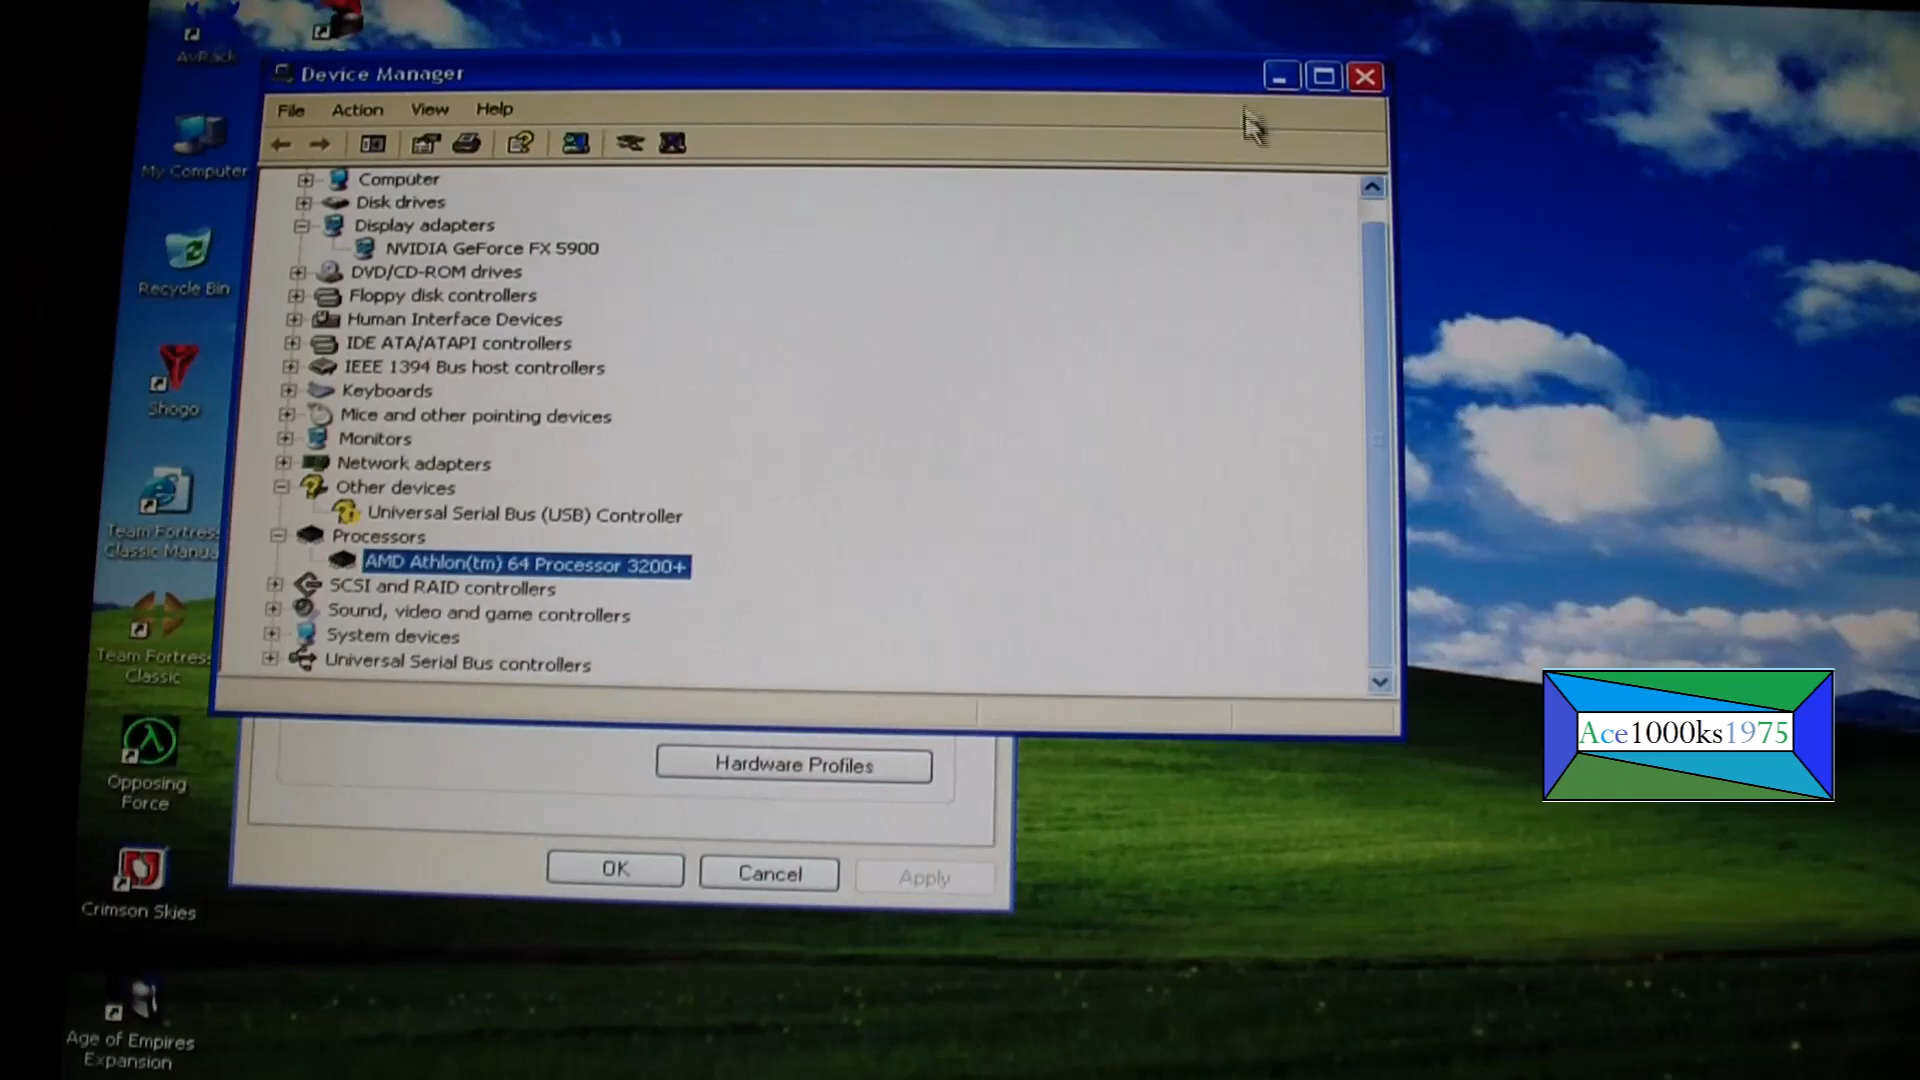 AvRack
Device Manager
File Action View Help
My Computer
Computer
Disk drives
Display adapters
NVIDIA GeForce FX 5900
DVD/CD-ROM drives
Recycle Bin
Floppy disk controllers
Human Interface Devices
IDE ATA/ATAPI controllers
IEEE 1394 Bus host controllers
Keyboards
Shogo
Mice and other pointing devices
Monitors
Network adapters
Other devices
Universal Serial Bus (USB) Controller
Team Fortress
Classic Manua
Processors
AMD Athlon(tm) 64 Processor 3200+
SCSI and RAID controllers
Sound, video and game controllers
System devices
Universal Serial Bus controllers
Team Fortress
Classic
Ace1000ks1975
Hardware Profiles
Opposing
Force
OK Cancel Apply
Crimson Skies
Age of Empires
Expansion